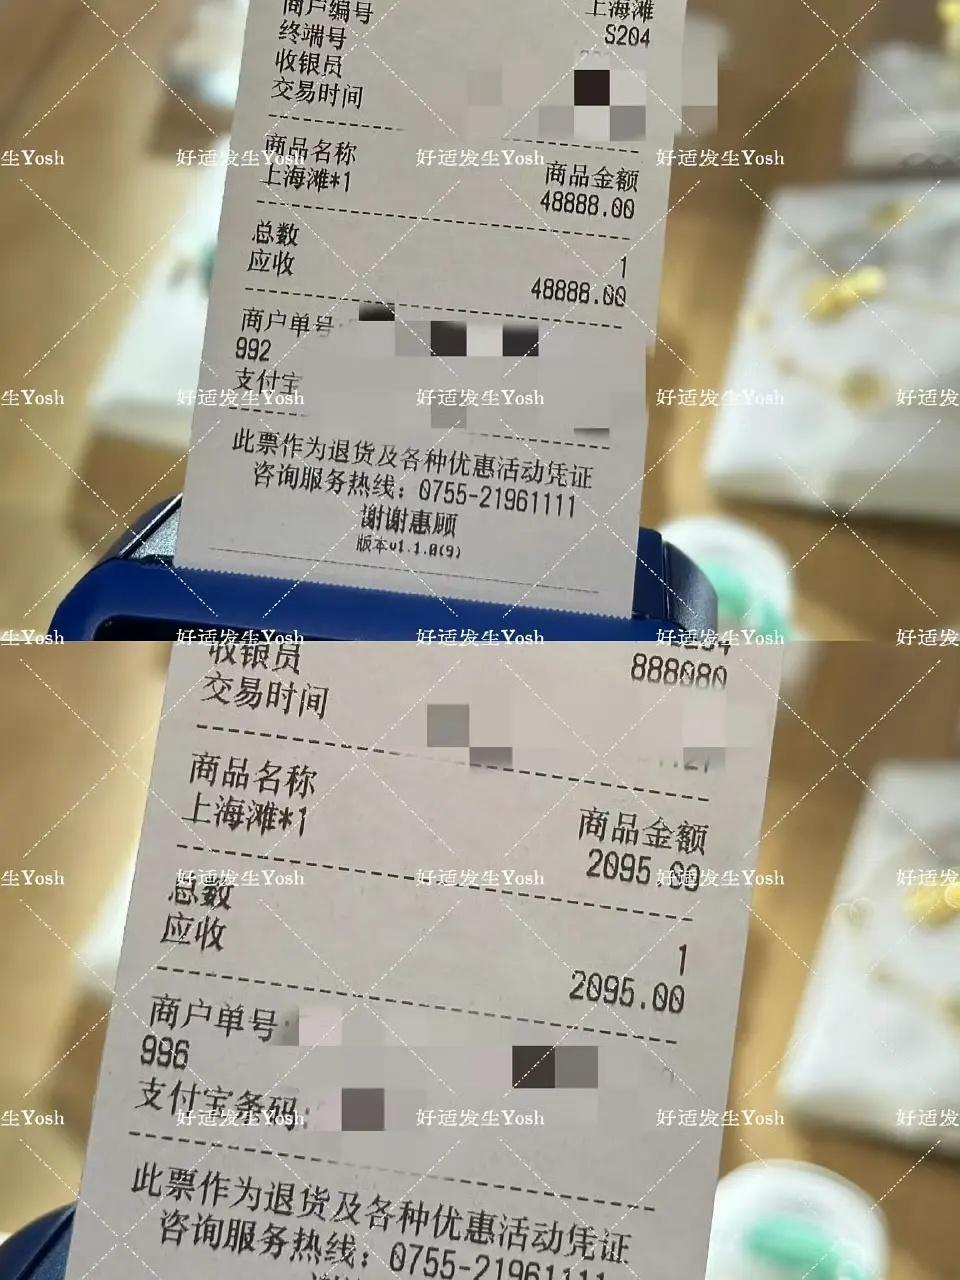 商户编号 上海滩
终端号 S204
收银员
交易时间
商品名称 商品金额
上海滩*1 48888.00
总数 1
应收 48888.00
商户单号
992
支付宝
此票作为退货及各种优惠活动凭证
咨询服务热线：0755-21961111
谢谢惠顾
版本v1.1.0(9)
收银员 888080
交易时间
商品名称 商品金额
上海滩*1 2095.00
总数 1
应收 2095.00
商户单号
996
支付宝条码:
此票作为退货及各种优惠活动凭证
咨询服务热线：0755-21961111
好适发生Yosh